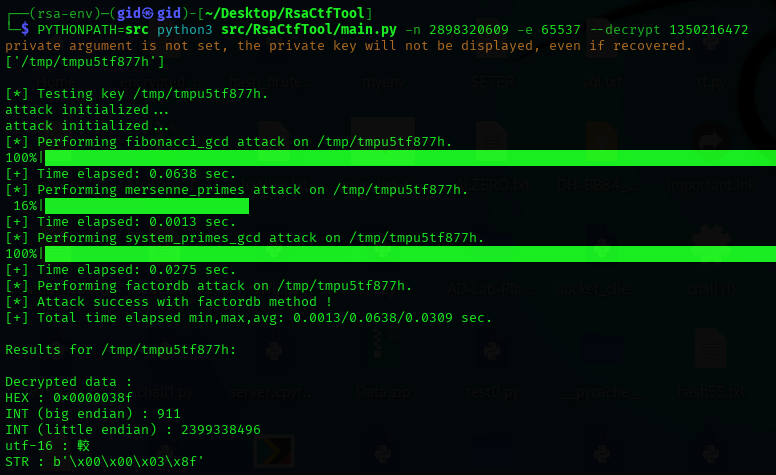 ┌──(rsa-env)─(gid㉿gid)-[~/Desktop/RsaCtfTool]
└─$ PYTHONPATH=src python3 src/RsaCtfTool/main.py -n 2898320609 -e 65537 --decrypt 1350216472
private argument is not set, the private key will not be displayed, even if recovered.
['/tmp/tmpu5tf877h']

[*] Testing key /tmp/tmpu5tf877h.
attack initialized...
attack initialized...
[*] Performing fibonacci_gcd attack on /tmp/tmpu5tf877h.
100%|
[+] Time elapsed: 0.0638 sec.
[*] Performing mersenne_primes attack on /tmp/tmpu5tf877h.
16%|
[+] Time elapsed: 0.0013 sec.
[*] Performing system_primes_gcd attack on /tmp/tmpu5tf877h.
100%|
[+] Time elapsed: 0.0275 sec.
[*] Performing factordb attack on /tmp/tmpu5tf877h.
[*] Attack success with factordb method !
[+] Total time elapsed min,max,avg: 0.0013/0.0638/0.0309 sec.

Results for /tmp/tmpu5tf877h:

Decrypted data :
HEX : 0x0000038f
INT (big endian) : 911
INT (little endian) : 2399338496
utf-16 : 較
STR : b'\x00\x00\x03\x8f'